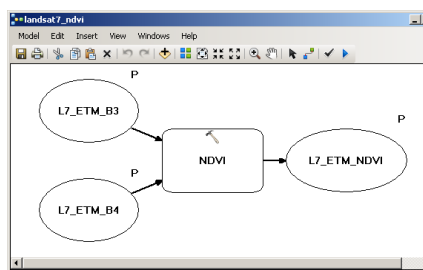 landsat7_ndvi
Model Edit Insert View Windows Help
P
L7_ETM_B3
P
NDVI
L7_ETM_NDVI
P
L7_ETM_B4